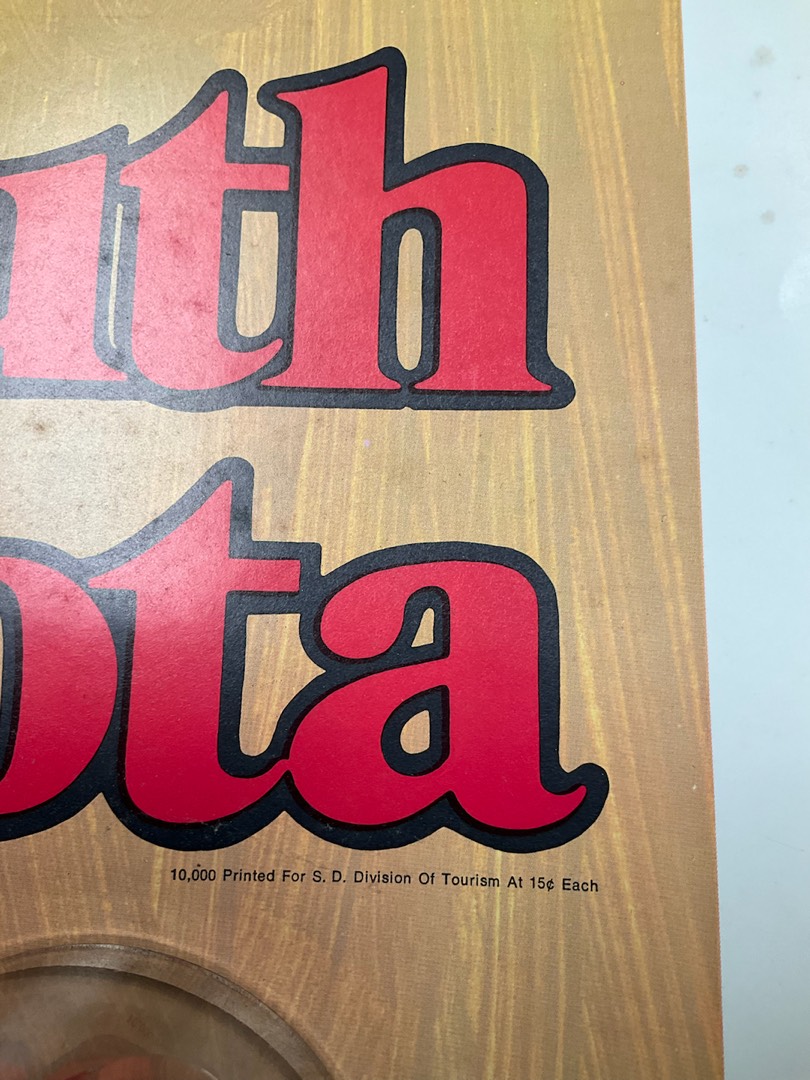 uth
ota
10,000 Printed For S. D. Division Of Tourism At 15¢ Each